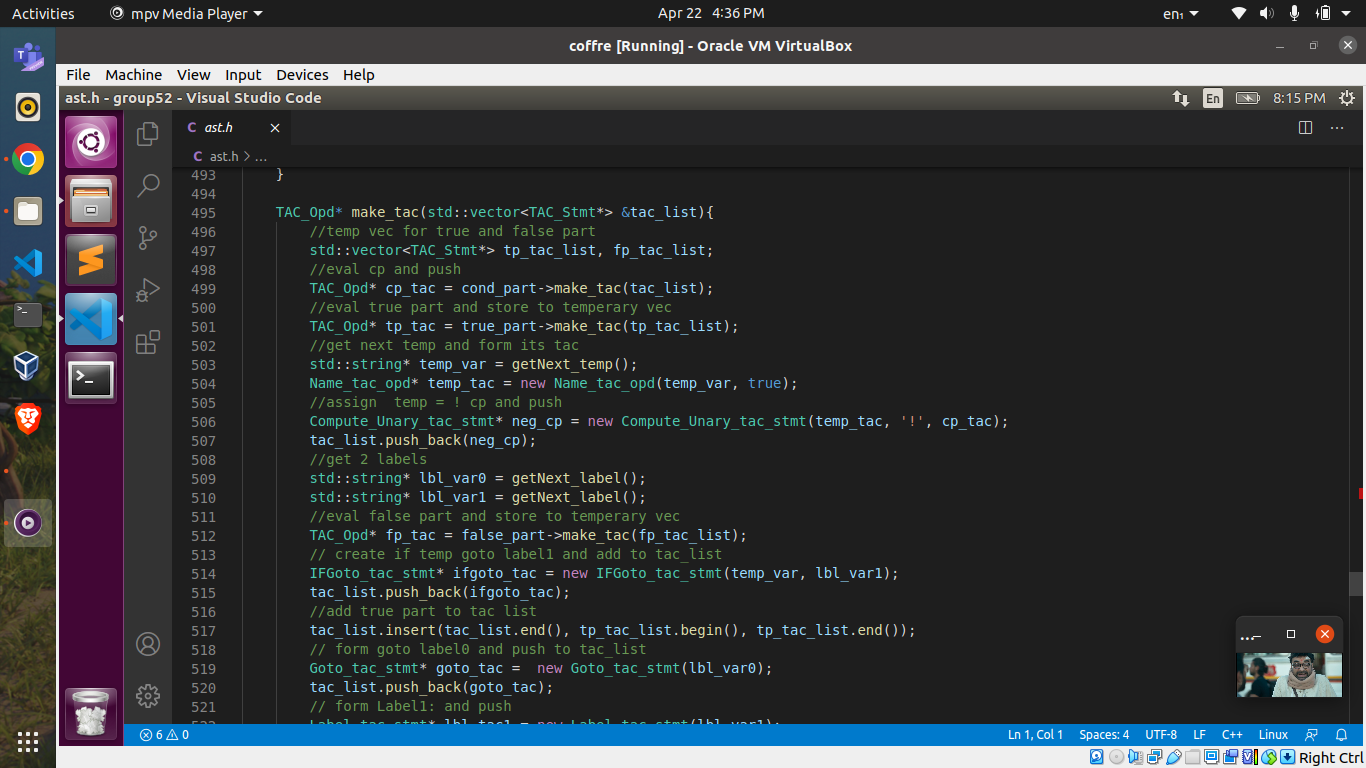 Activities
mpv Media Player
Apr 22 4:36 PM
en₁
coffre [Running] - Oracle VM VirtualBox
File Machine View Input Devices Help
ast.h - group52 - Visual Studio Code
En
8:15 PM
C ast.h
C ast.h > ...
493 }
494
495 TAC_Opd* make_tac(std::vector<TAC_Stmt*> &tac_list){
496 //temp vec for true and false part
497 std::vector<TAC_Stmt*> tp_tac_list, fp_tac_list;
498 //eval cp and push
499 TAC_Opd* cp_tac = cond_part->make_tac(tac_list);
500 //eval true part and store to temperary vec
501 TAC_Opd* tp_tac = true_part->make_tac(tp_tac_list);
502 //get next temp and form its tac
503 std::string* temp_var = getNext_temp();
504 Name_tac_opd* temp_tac = new Name_tac_opd(temp_var, true);
505 //assign  temp = ! cp and push
506 Compute_Unary_tac_stmt* neg_cp = new Compute_Unary_tac_stmt(temp_tac, '!', cp_tac);
507 tac_list.push_back(neg_cp);
508 //get 2 labels
509 std::string* lbl_var0 = getNext_label();
510 std::string* lbl_var1 = getNext_label();
511 //eval false part and store to temperary vec
512 TAC_Opd* fp_tac = false_part->make_tac(fp_tac_list);
513 // create if temp goto label1 and add to tac_list
514 IFGoto_tac_stmt* ifgoto_tac = new IFGoto_tac_stmt(temp_var, lbl_var1);
515 tac_list.push_back(ifgoto_tac);
516 //add true part to tac list
517 tac_list.insert(tac_list.end(), tp_tac_list.begin(), tp_tac_list.end());
518 // form goto label0 and push to tac_list
519 Goto_tac_stmt* goto_tac =  new Goto_tac_stmt(lbl_var0);
520 tac_list.push_back(goto_tac);
521 // form Label1: and push
522 Label_tac_stmt* lbl_tac1 = new Label_tac_stmt(lbl_var1);
6 0
Ln 1, Col 1 Spaces: 4 UTF-8 LF C++ Linux
Right Ctrl